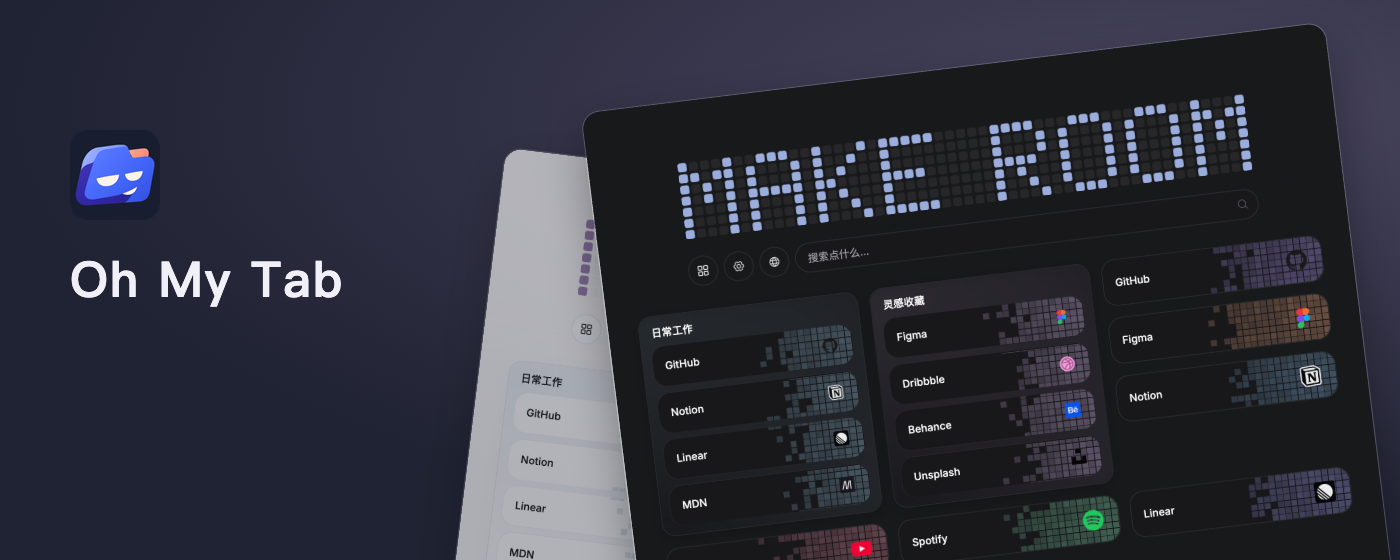 Oh My Tab
MAKE ROOM
搜索点什么...
日常工作
GitHub
Notion
Linear
MDN
灵感收藏
Figma
Dribbble
Behance
Bē
Unsplash
GitHub
Figma
Notion
Linear
Spotify
日常工作
GitHub
Notion
Linear
MDN